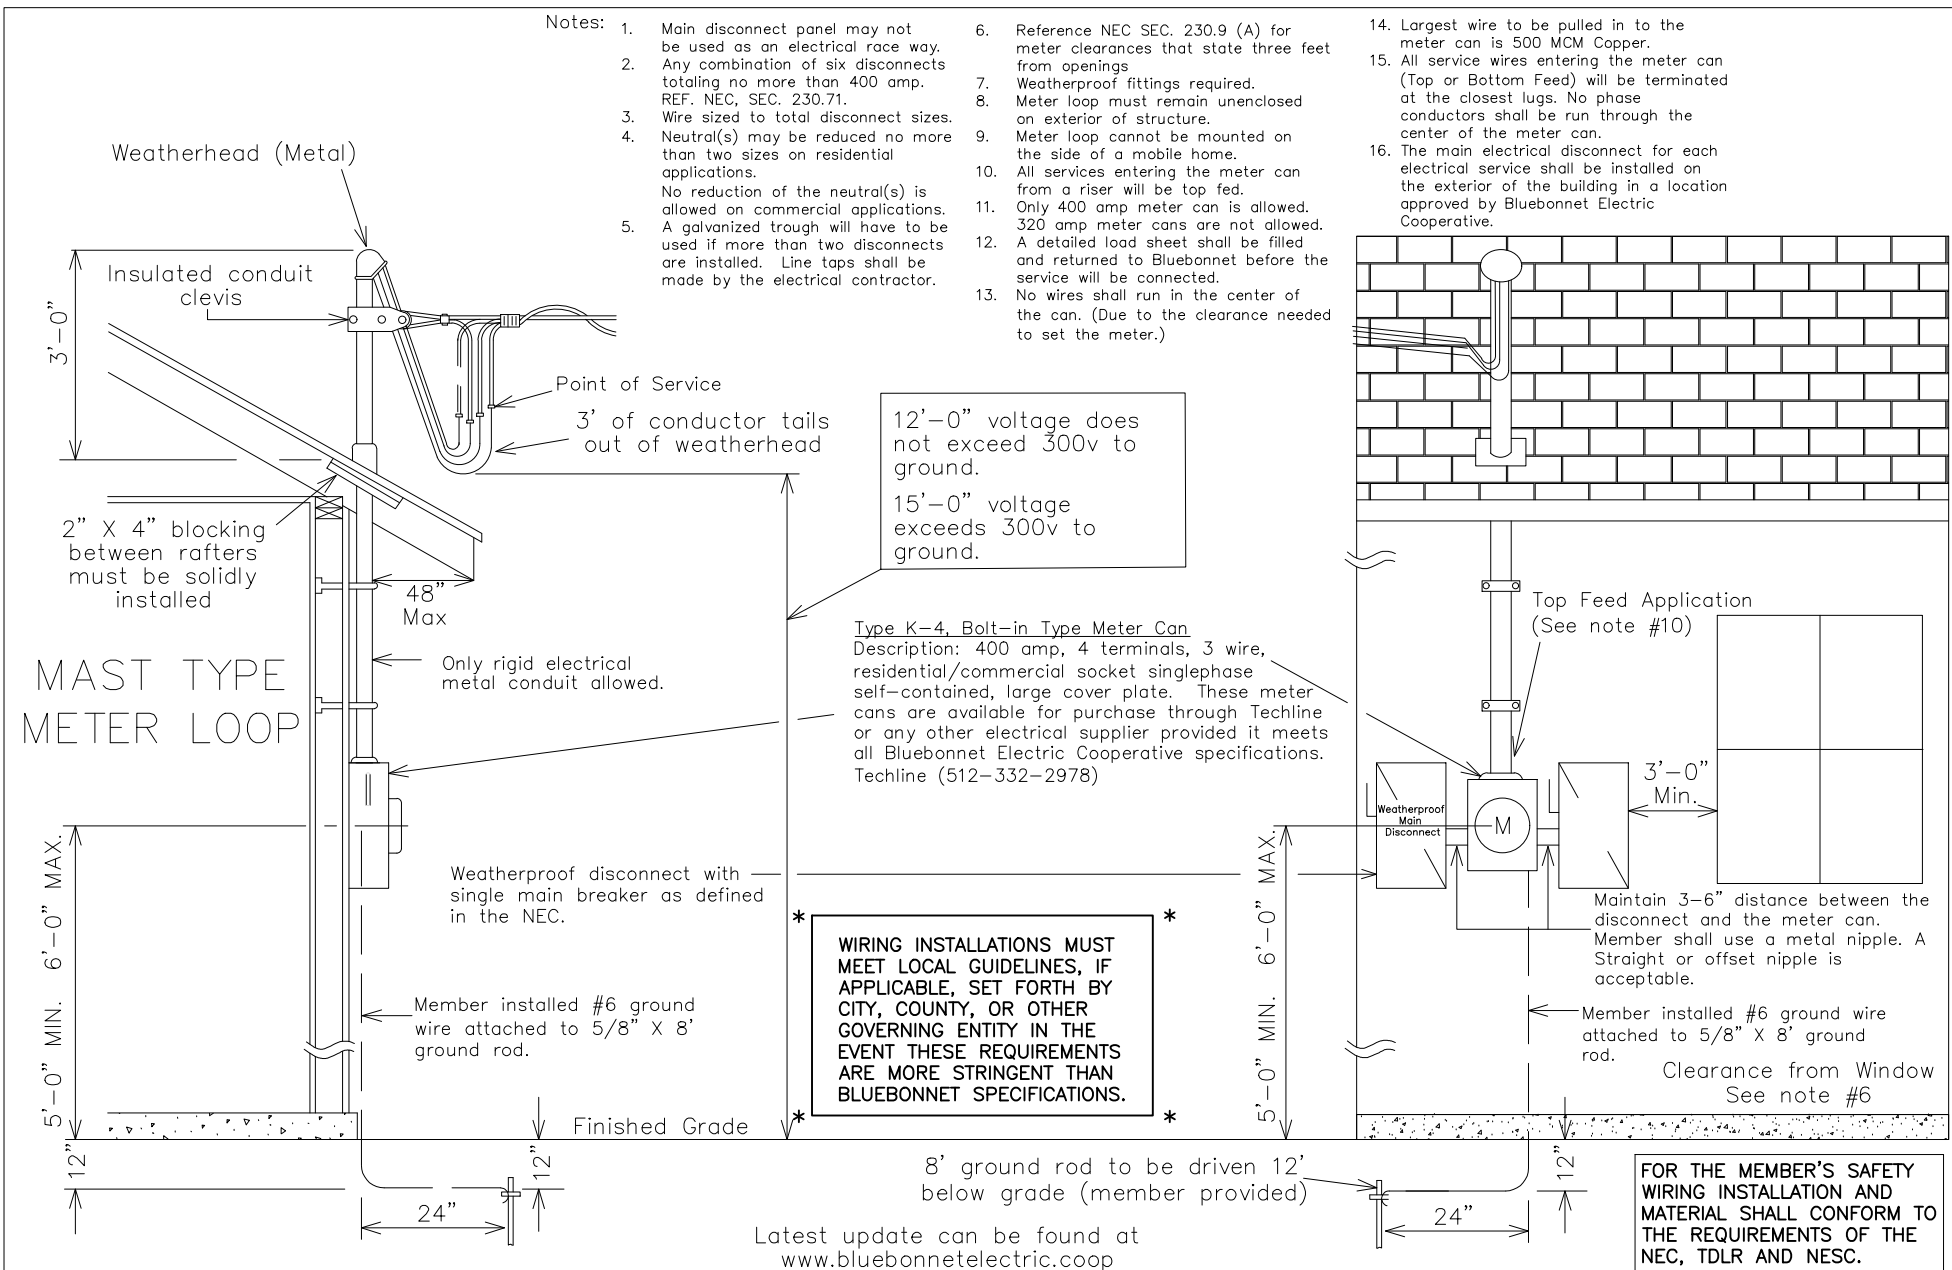 Notes:
1. Main disconnect panel may not
be used as an electrical race way.
2. Any combination of six disconnects
totaling no more than 400 amp.
REF. NEC, SEC. 230.71.
3. Wire sized to total disconnect sizes.
4. Neutral(s) may be reduced no more
than two sizes on residential
applications.
No reduction of the neutral(s) is
allowed on commercial applications.
5. A galvanized trough will have to be
used if more than two disconnects
are installed. Line taps shall be
made by the electrical contractor.
6. Reference NEC SEC. 230.9 (A) for
meter clearances that state three feet
from openings
7. Weatherproof fittings required.
8. Meter loop must remain unenclosed
on exterior of structure.
9. Meter loop cannot be mounted on
the side of a mobile home.
10. All services entering the meter can
from a riser will be top fed.
11. Only 400 amp meter can is allowed.
320 amp meter cans are not allowed.
12. A detailed load sheet shall be filled
and returned to Bluebonnet before the
service will be connected.
13. No wires shall run in the center of
the can. (Due to the clearance needed
to set the meter.)
14. Largest wire to be pulled in to the
meter can is 500 MCM Copper.
15. All service wires entering the meter can
(Top or Bottom Feed) will be terminated
at the closest lugs. No phase
conductors shall be run through the
center of the meter can.
16. The main electrical disconnect for each
electrical service shall be installed on
the exterior of the building in a location
approved by Bluebonnet Electric
Cooperative.
Weatherhead (Metal)
Insulated conduit
clevis
3'-0"
Point of Service
3' of conductor tails
out of weatherhead
12'-0" voltage does
not exceed 300v to
ground.
15'-0" voltage
exceeds 300v to
ground.
2" X 4" blocking
between rafters
must be solidly
installed
48"
Max
MAST TYPE
METER LOOP
Only rigid electrical
metal conduit allowed.
Type K-4, Bolt-in Type Meter Can
Description: 400 amp, 4 terminals, 3 wire,
residential/commercial socket singlephase
self-contained, large cover plate. These meter
cans are available for purchase through Techline
or any other electrical supplier provided it meets
all Bluebonnet Electric Cooperative specifications.
Techline (512-332-2978)
Top Feed Application
(See note #10)
3'-0"
Min.
Weatherproof
Main
Disconnect
M
5'-0" MIN. 6'-0" MAX.
Weatherproof disconnect with
single main breaker as defined
in the NEC.
5'-0" MIN. 6'-0" MAX.
Maintain 3-6" distance between the
disconnect and the meter can.
Member shall use a metal nipple. A
Straight or offset nipple is
acceptable.
* *
WIRING INSTALLATIONS MUST
MEET LOCAL GUIDELINES, IF
APPLICABLE, SET FORTH BY
CITY, COUNTY, OR OTHER
GOVERNING ENTITY IN THE
EVENT THESE REQUIREMENTS
ARE MORE STRINGENT THAN
BLUEBONNET SPECIFICATIONS.
* *
Member installed #6 ground
wire attached to 5/8" X 8'
ground rod.
Member installed #6 ground wire
attached to 5/8" X 8' ground
rod.
Clearance from Window
See note #6
Finished Grade
12"
12"
24"
8' ground rod to be driven 12'
below grade (member provided)
24"
12"
Latest update can be found at
www.bluebonnetelectric.coop
FOR THE MEMBER'S SAFETY
WIRING INSTALLATION AND
MATERIAL SHALL CONFORM TO
THE REQUIREMENTS OF THE
NEC, TDLR AND NESC.